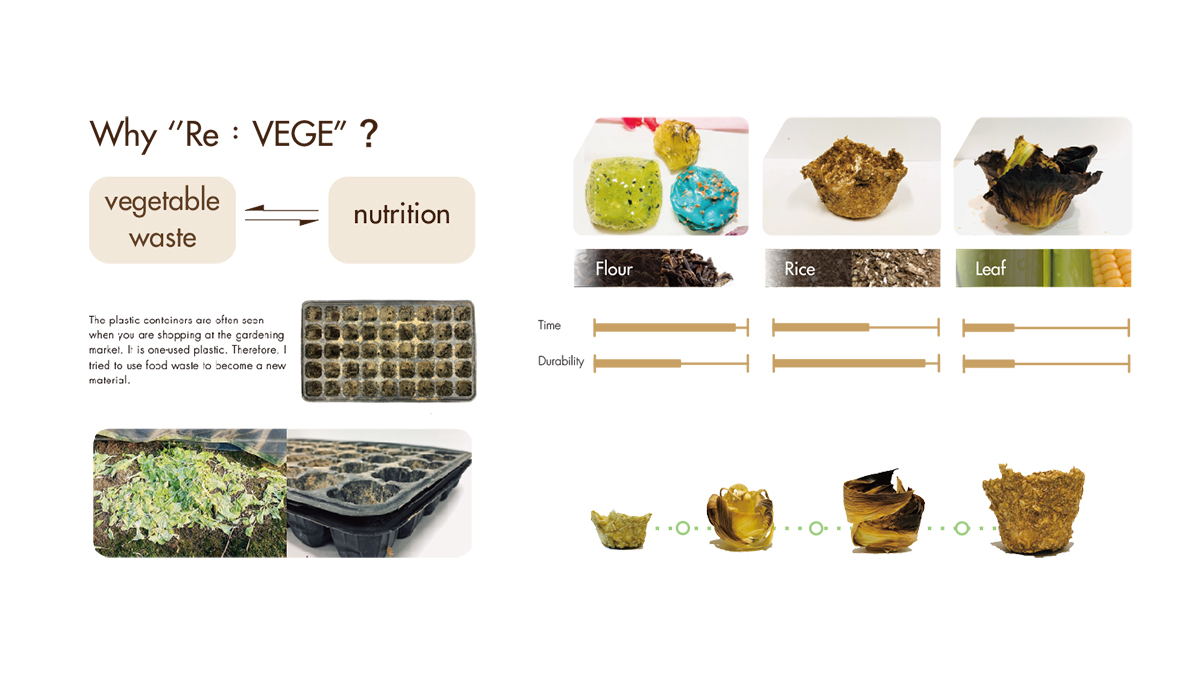 Why “Re：VEGE” ?
vegetable
waste
nutrition
The plastic containers are often seen
when you are shopping at the gardening
market. It is one-used plastic. Therefore, I
tried to use food waste to become a new
material.
Flour
Rice
Leaf
Time
Durability